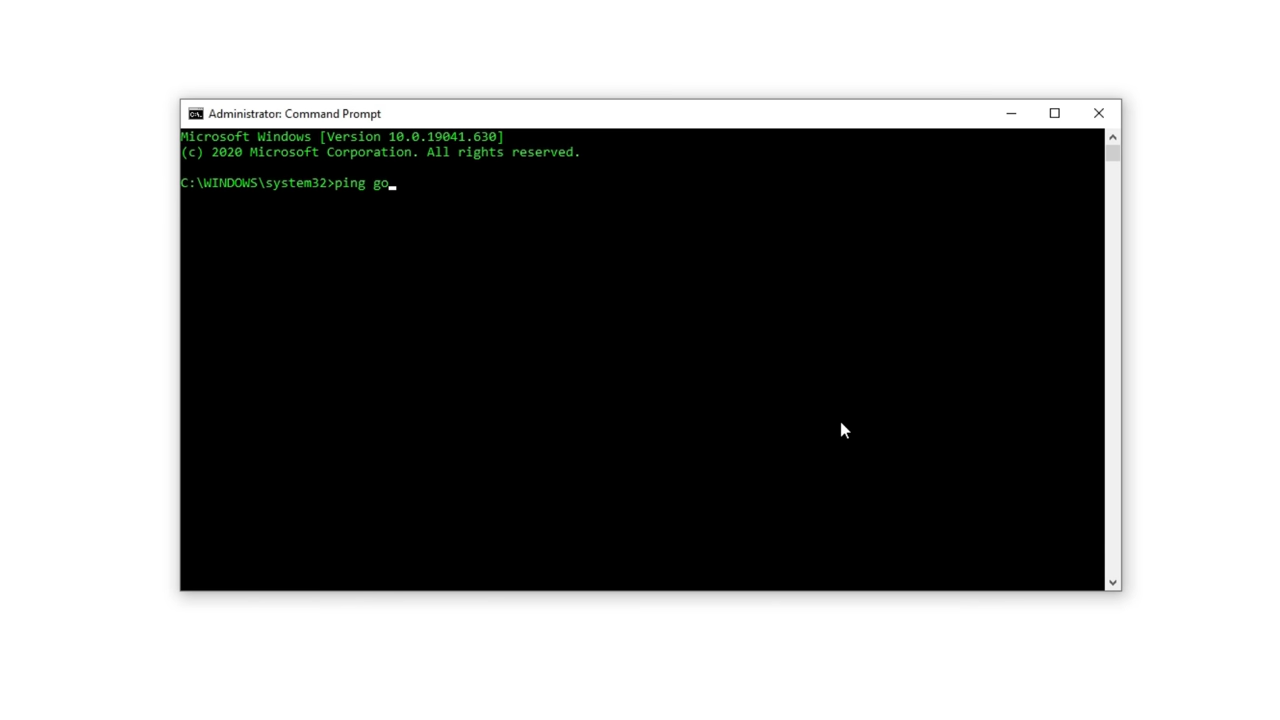 Administrator: Command Prompt
Microsoft Windows [Version 10.0.19041.630]
(c) 2020 Microsoft Corporation. All rights reserved.
C:\WINDOWS\system32>ping go